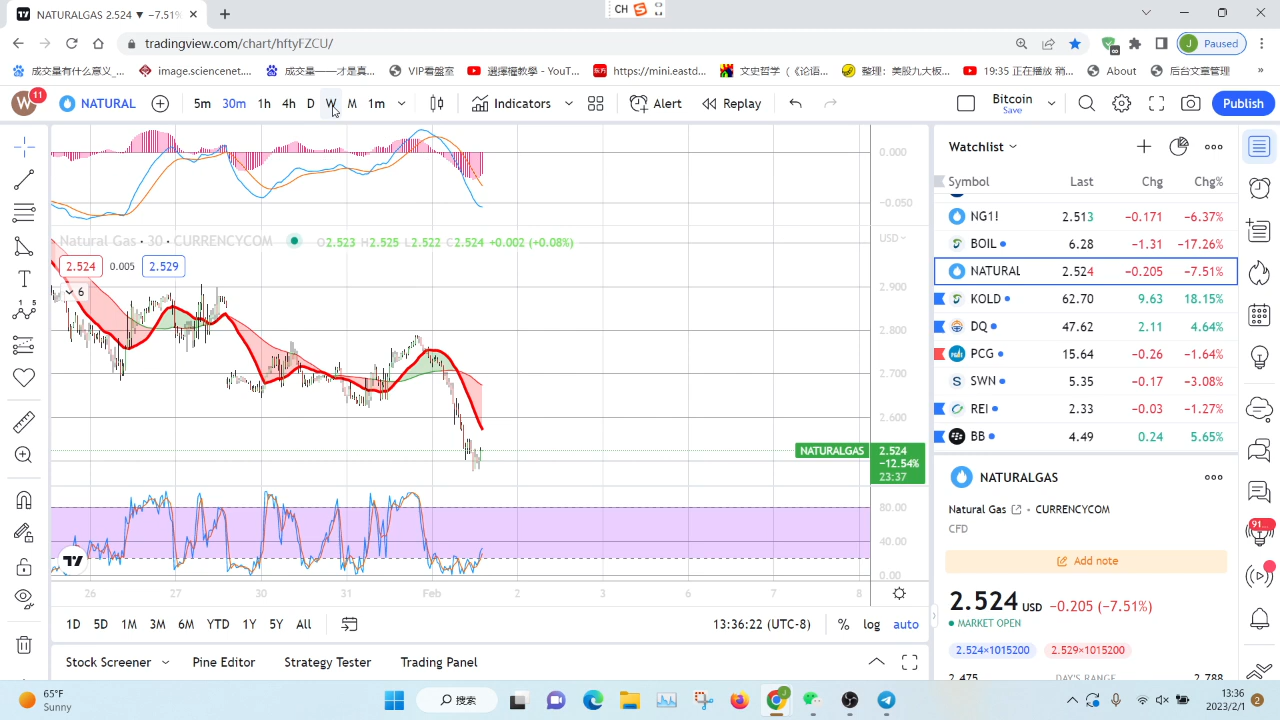 NATURALGAS 2.524 ▼ −7.51%
CH
tradingview.com/chart/hftyFZCU/
J Paused
成交量有什么意义_...
image.sciencenet....
成交量——才是真...
VIP看盤室
選擇權教學 - YouT...
https://mini.eastd...
文史哲学（《论语...
整理：美股九大板...
19:35 正在播放 稍...
About
后台文章管理
»
W 11
NATURAL
5m 30m 1h 4h D W M 1m
Indicators
Alert
Replay
Bitcoin
Save
Publish
0.000
−0.050
Natural Gas · 30 · CURRENCYCOM
O2.523 H2.525 L2.522 C2.524 +0.002 (+0.08%)
USD
2.524 0.005 2.529
6
2.900
2.800
2.700
2.600
NATURALGAS 2.524
−12.54%
23:37
80.00
40.00
0.00
26 27 30 31 Feb 2 3 6 7 8
1D 5D 1M 3M 6M YTD 1Y 5Y All
13:36:22 (UTC-8) % log auto
Stock Screener
Pine Editor
Strategy Tester
Trading Panel
Watchlist
Symbol Last Chg Chg%
NG1! 2.513 −0.171 −6.37%
BOIL 6.28 −1.31 −17.26%
NATURAL 2.524 −0.205 −7.51%
KOLD 62.70 9.63 18.15%
DQ 47.62 2.11 4.64%
PCG 15.64 −0.26 −1.64%
SWN 5.35 −0.17 −3.08%
REI 2.33 −0.03 −1.27%
BB 4.49 0.24 5.65%
NATURALGAS
Natural Gas · CURRENCYCOM
CFD
Add note
2.524 USD −0.205 (−7.51%)
MARKET OPEN
2.524×1015200 2.529×1015200
2.475 DAY'S RANGE 2.788
91...
65°F
Sunny
搜索
13:36
2023/2/1
2